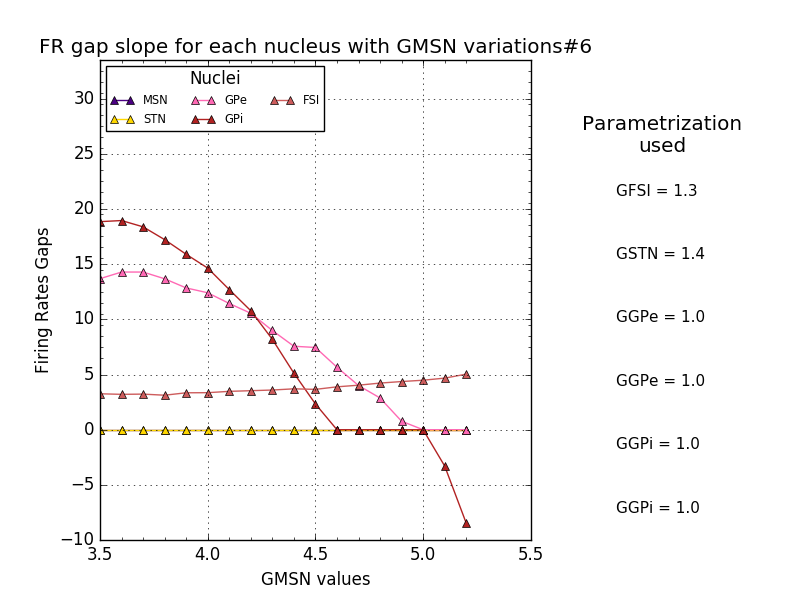 FR gap slope for each nucleus with GMSN variations#6
Nuclei
MSN GPe FSI
STN GPi
30
25
20
15
10
5
0
−5
−10
3.5 4.0 4.5 5.0 5.5
Firing Rates Gaps
GMSN values
Parametrization
used
GFSI = 1.3
GSTN = 1.4
GGPe = 1.0
GGPe = 1.0
GGPi = 1.0
GGPi = 1.0